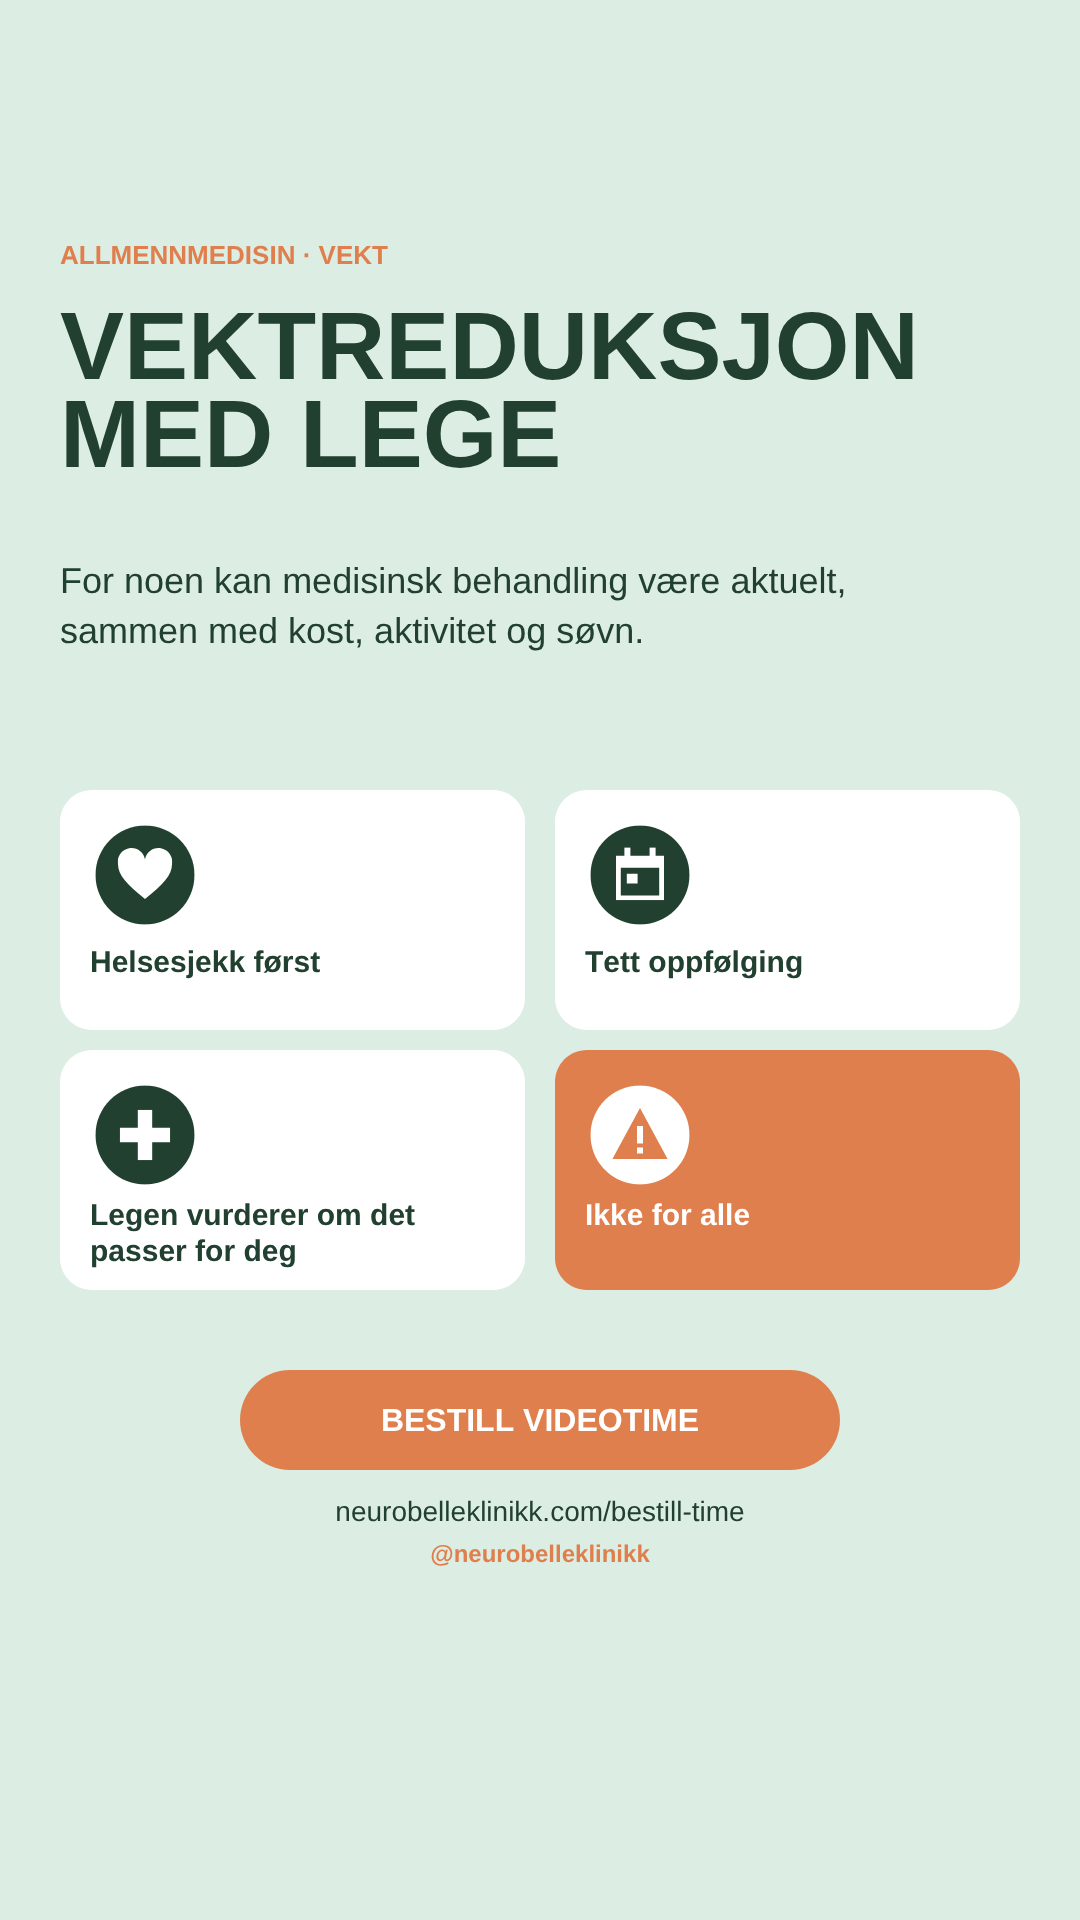 ALLMENNMEDISIN · VEKT
VEKTREDUKSJON
MED LEGE
For noen kan medisinsk behandling være aktuelt,
sammen med kost, aktivitet og søvn.
Helsesjekk først
Tett oppfølging
Legen vurderer om det
passer for deg
Ikke for alle
BESTILL VIDEOTIME
neurobelleklinikk.com/bestill-time
@neurobelleklinikk